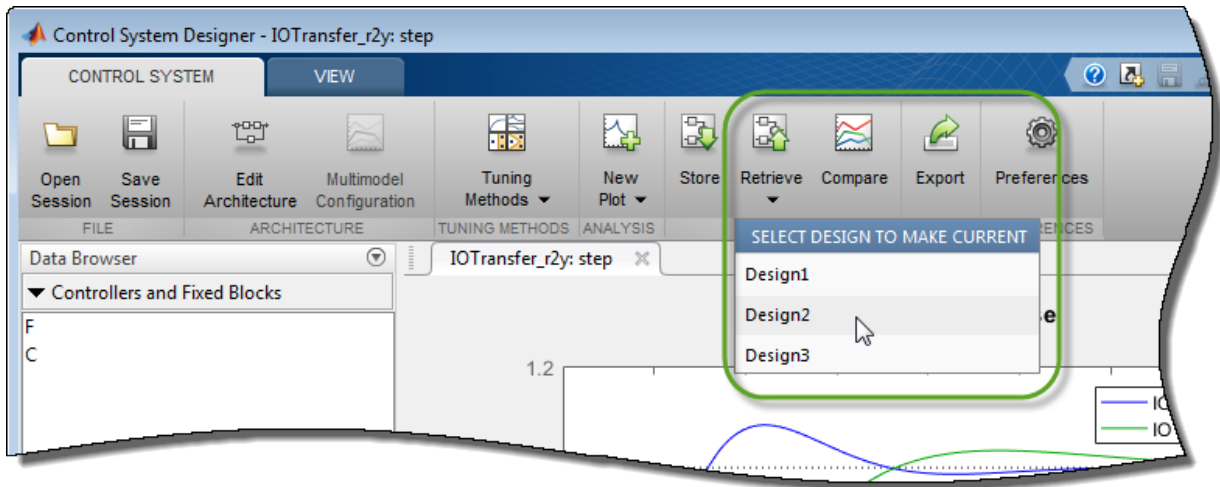 Control System Designer - IOTransfer_r2y: step
CONTROL SYSTEM
VIEW
Open Session
Save Session
Edit Architecture
Multimodel Configuration
Tuning Methods
New Plot
Store
Retrieve
Compare
Export
Preferences
FILE
ARCHITECTURE
TUNING METHODS
ANALYSIS
SELECT DESIGN TO MAKE CURRENT
Design1
Design2
Design3
Data Browser
Controllers and Fixed Blocks
F
C
IOTransfer_r2y: step
1.2